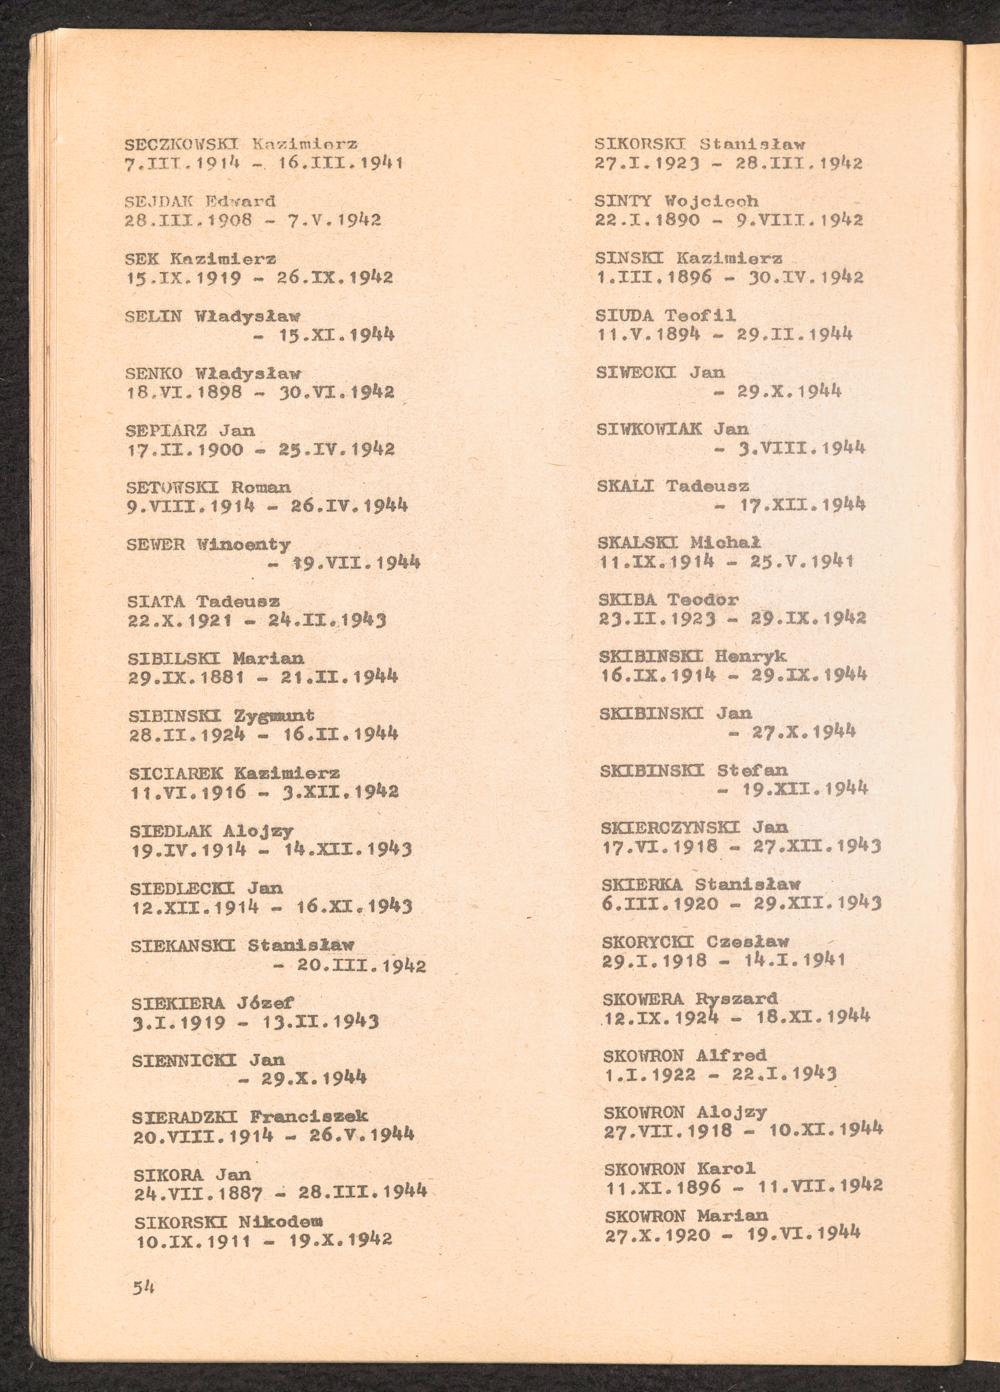 SECZKOWSKI Kazimierz
7.III.1914 - 16.III.1941
SEJDAK Edward
28.III.1908 - 7.V.1942
SEK Kazimierz
15.IX.1919 - 26.IX.1942
SELIN Władysław
- 15.XI.1944
SENKO Władysław
18.VI.1898 - 30.VI.1942
SEPIARZ Jan
17.II.1900 - 25.IV.1942
SETOWSKI Roman
9.VIII.1914 - 26.IV.1944
SEWER Wincenty
- 19.VII.1944
SIATA Tadeusz
22.X.1921 - 24.II.1943
SIBILSKI Marian
29.IX.1881 - 21.II.1944
SIBINSKI Zygmunt
28.II.1924 - 16.II.1944
SICIAREK Kazimierz
11.VI.1916 - 3.XII.1942
SIEDLAK Alojzy
19.IV.1914 - 14.XII.1943
SIEDLECKI Jan
12.XII.1914 - 16.XI.1943
SIEKANSKI Stanisław
- 20.III.1942
SIEKIERA Józef
3.I.1919 - 13.II.1943
SIENNICKI Jan
- 29.X.1944
SIERADZKI Franciszek
20.VIII.1914 - 26.V.1944
SIKORA Jan
24.VII.1887 - 28.III.1944
SIKORSKI Nikodem
10.IX.1911 - 19.X.1942
54
SIKORSKI Stanisław
27.I.1923 - 28.III.1942
SINTY Wojciech
22.I.1890 - 9.VIII.1942
SINSKI Kazimierz
1.III.1896 - 30.IV.1942
SIUDA Teofil
11.V.1894 - 29.II.1944
SIWECKI Jan
- 29.X.1944
SIWKOWIAK Jan
- 3.VIII.1944
SKALI Tadeusz
- 17.XII.1944
SKALSKI Michał
11.IX.1914 - 25.V.1941
SKIBA Teodor
23.II.1923 - 29.IX.1942
SKIBINSKI Henryk
16.IX.1914 - 29.IX.1944
SKIBINSKI Jan
- 27.X.1944
SKIBINSKI Stefan
- 19.XII.1944
SKIERCZYNSKI Jan
17.VI.1918 - 27.XII.1943
SKIERKA Stanisław
6.III.1920 - 29.XII.1943
SKORYCKI Czesław
29.I.1918 - 14.I.1941
SKOWERA Ryszard
12.IX.1924 - 18.XI.1944
SKOWRON Alfred
1.I.1922 - 22.I.1943
SKOWRON Alojzy
27.VII.1918 - 10.XI.1944
SKOWRON Karol
11.XI.1896 - 11.VII.1942
SKOWRON Marian
27.X.1920 - 19.VI.1944